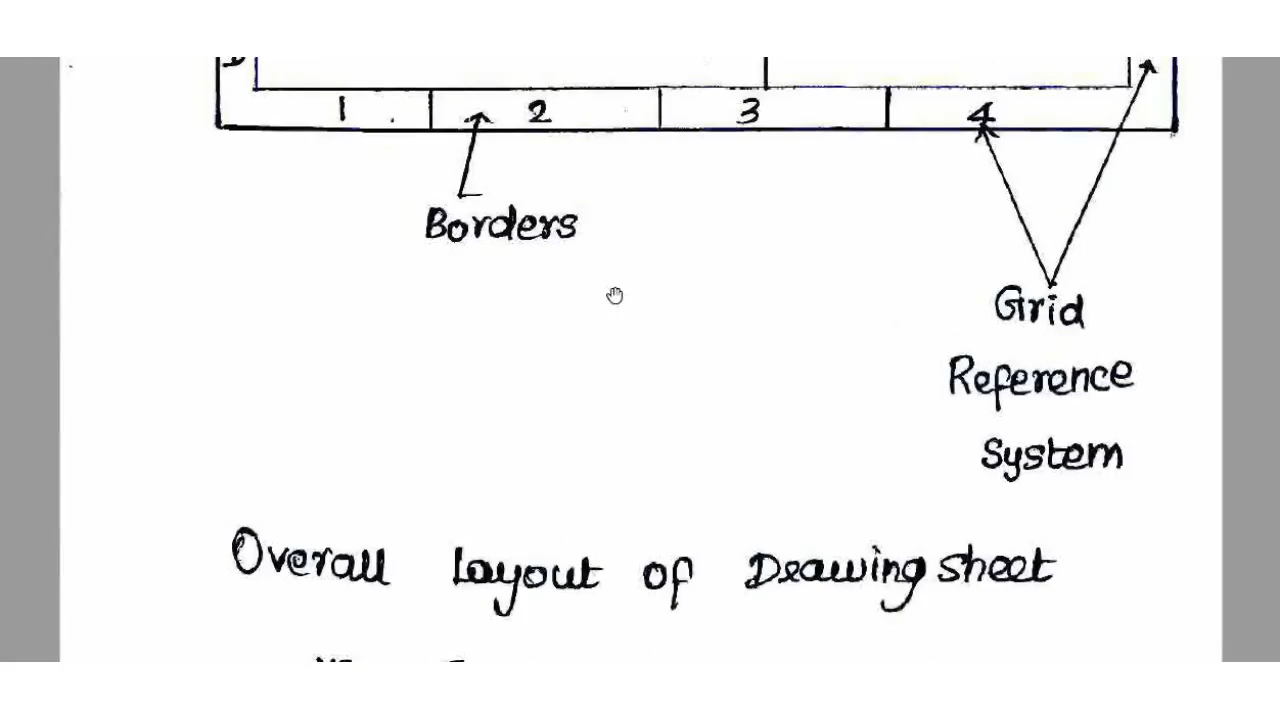 1 2 3 4
Borders
Grid
Reference
System
Overall Layout of Drawing sheet